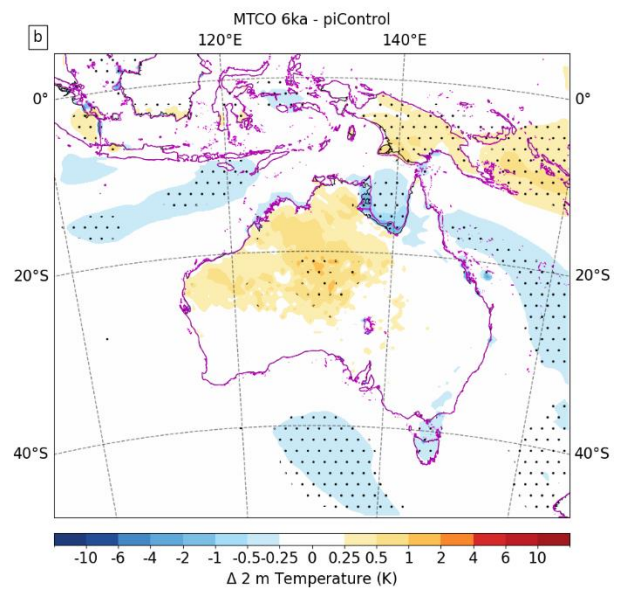 MTCO 6ka - piControl
b
120°E 140°E
0° 0°
20°S 20°S
40°S 40°S
-10 -6 -4 -2 -1 -0.5 -0.25 0 0.25 0.5 1 2 4 6 10
Δ 2 m Temperature (K)